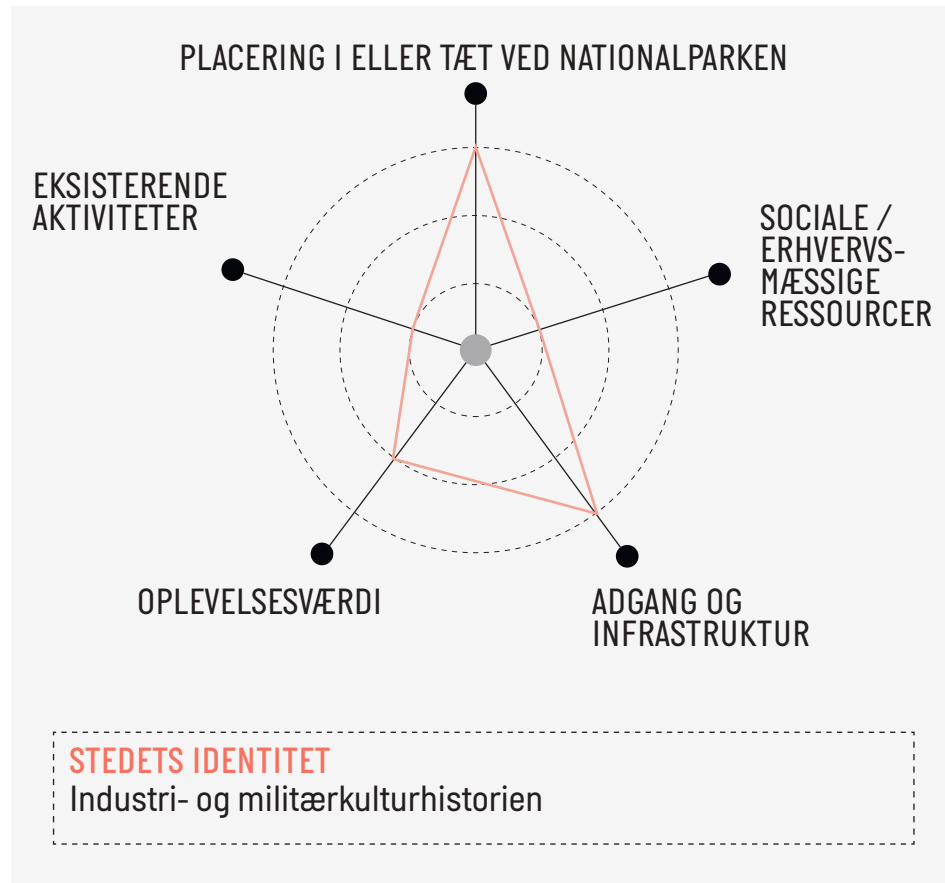 PLACERING I ELLER TÆT VED NATIONALPARKEN
EKSISTERENDE
AKTIVITETER
SOCIALE /
ERHVERVS-
MÆSSIGE
RESSOURCER
OPLEVELSESVÆRDI
ADGANG OG
INFRASTRUKTUR
STEDETS IDENTITET
Industri- og militærkulturhistorien